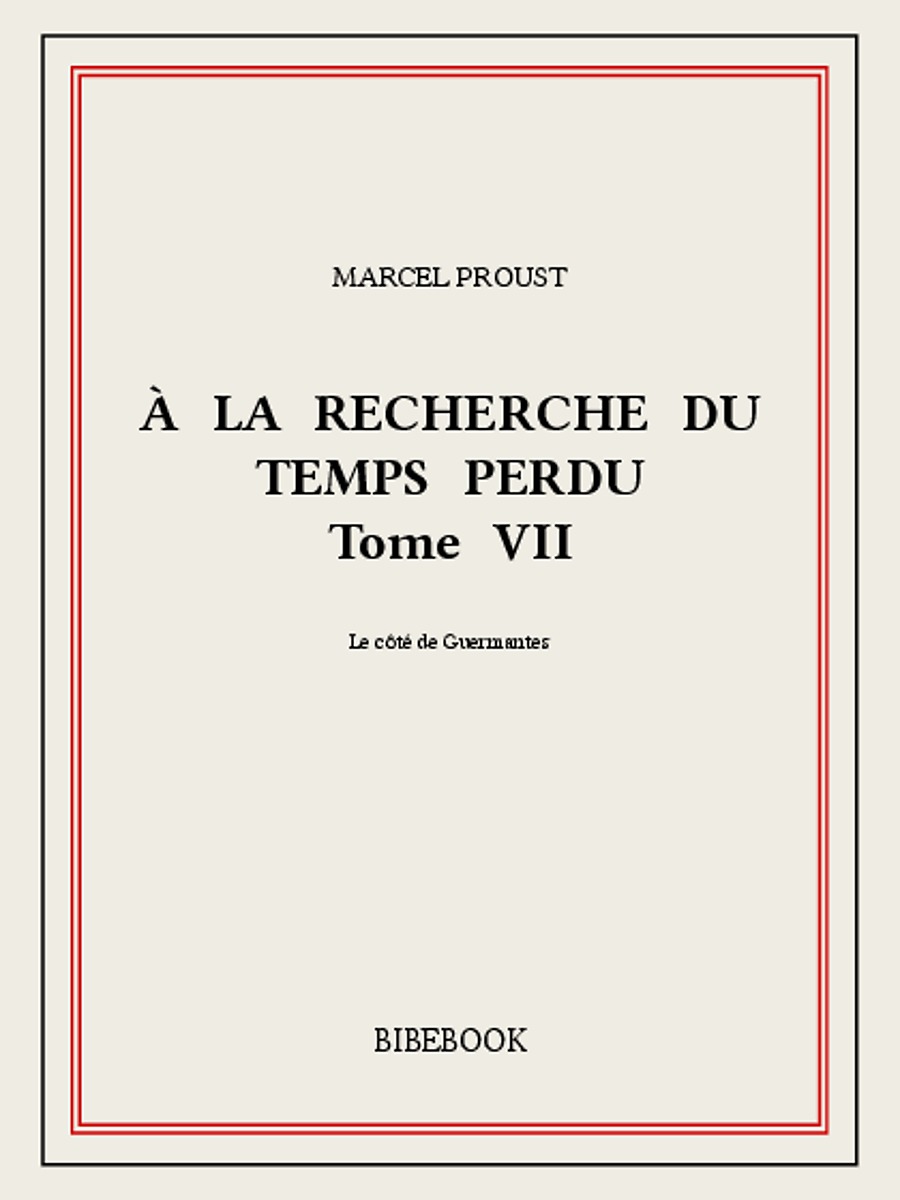 MARCEL PROUST
À LA RECHERCHE DU
TEMPS PERDU
Tome VII
Le côté de Guermantes
BIBEBOOK